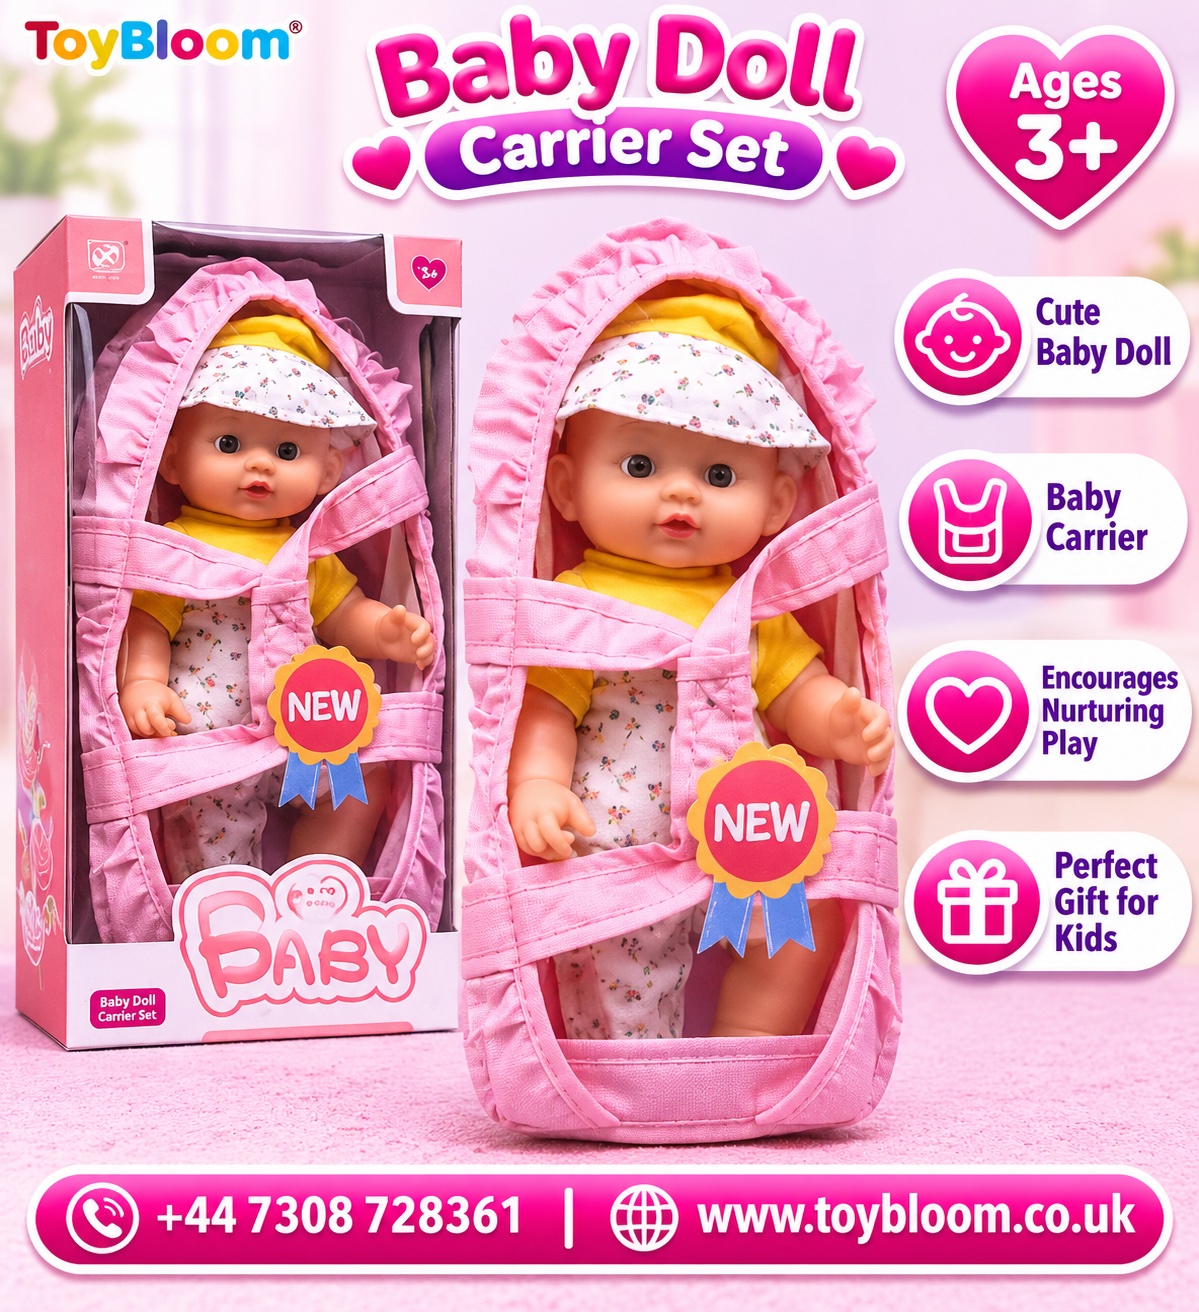 ToyBloom®
Baby Doll
Carrier Set
Ages
3+
Cute
Baby Doll
Baby
Carrier
Encourages
Nurturing
Play
Perfect
Gift for
Kids
Baby
NEW
NEW
BABY
Baby Doll
Carrier Set
+44 7308 728361
www.toybloom.co.uk